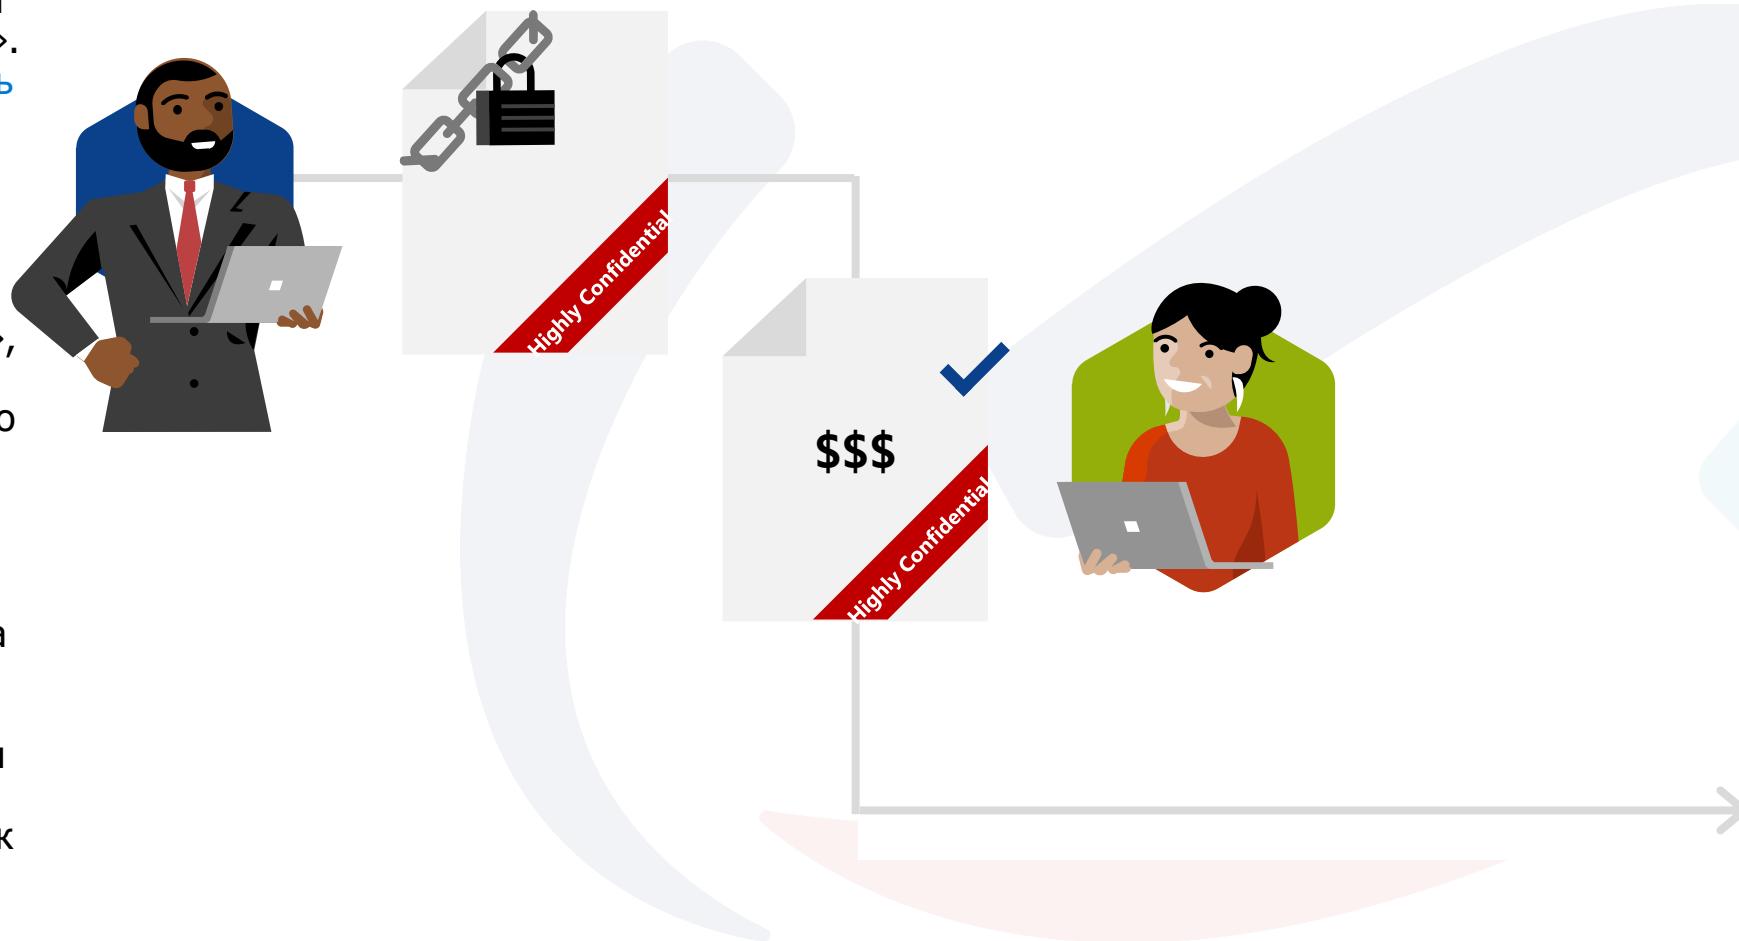 ».
ь
Highly Confidential
»,
о
$$$
Highly Confidential
а
к